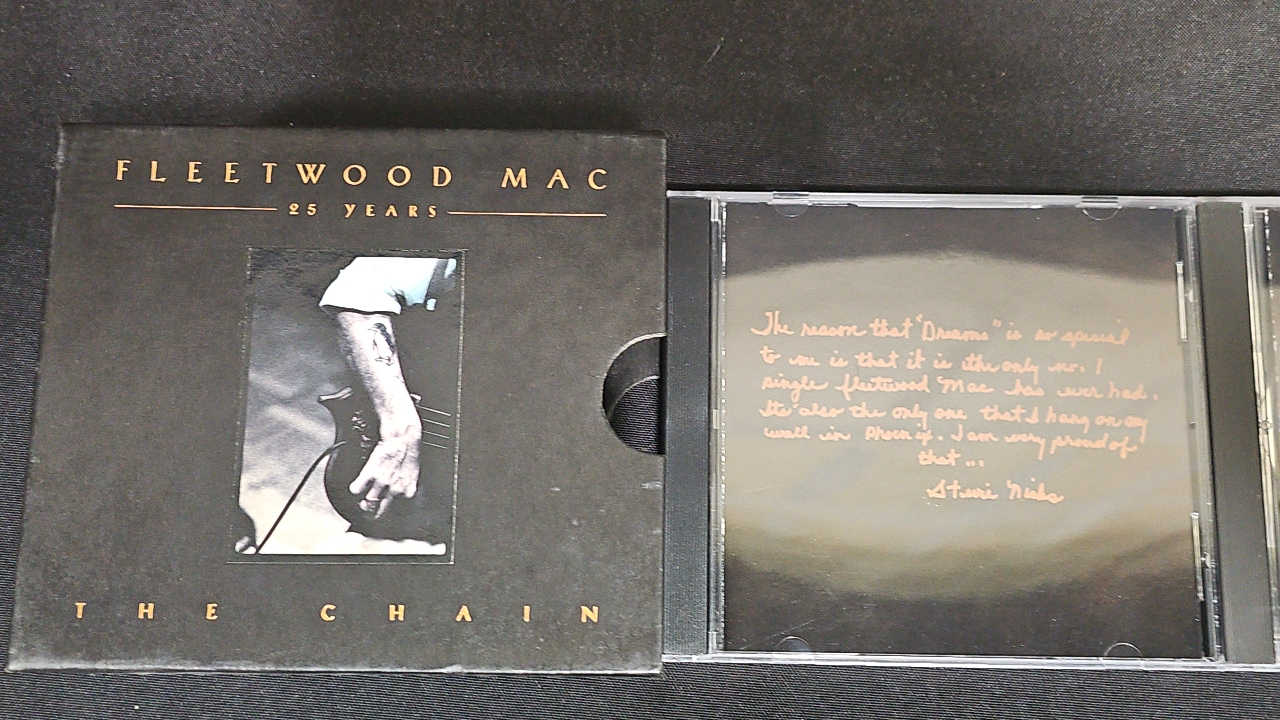 FLEETWOOD MAC
25 YEARS
THE CHAIN
The reason that "Dreams" is so special
to me is that it is the only no. 1
single fleetwood Mac has ever had.
Its also the only one that I hang on my
wall in Phoenix. I am very proud of
that...
Stevie Nicks